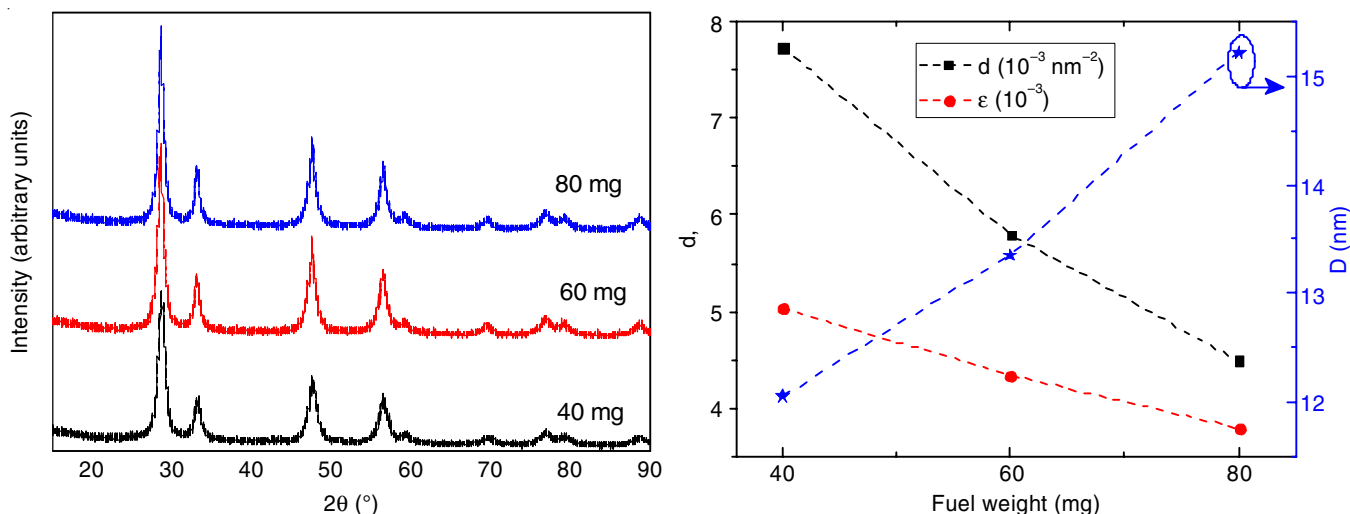 Intensity (arbitrary units)
80 mg
60 mg
40 mg
20 30 40 50 60 70 80 90
2θ (°)
8
7
6
5
4
d,
d (10⁻³ nm⁻²)
ε (10⁻³)
40 60 80
Fuel weight (mg)
15
14
13
12
D (nm)